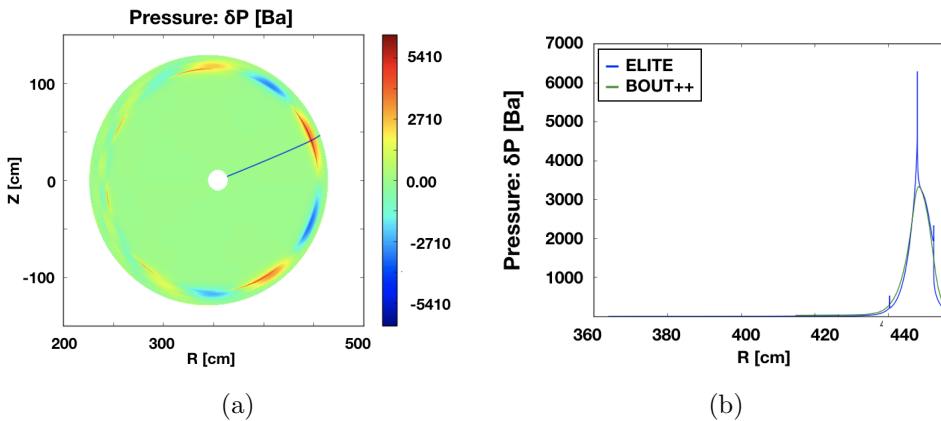 Pressure: δP [Ba]
100
0
-100
Z [cm]
200
300
400
500
R [cm]
5410
2710
0.00
-2710
-5410
(a)
Pressure: δP [Ba]
7000
6000
5000
4000
3000
2000
1000
ELITE
BOUT++
360
380
400
420
440
R [cm]
(b)